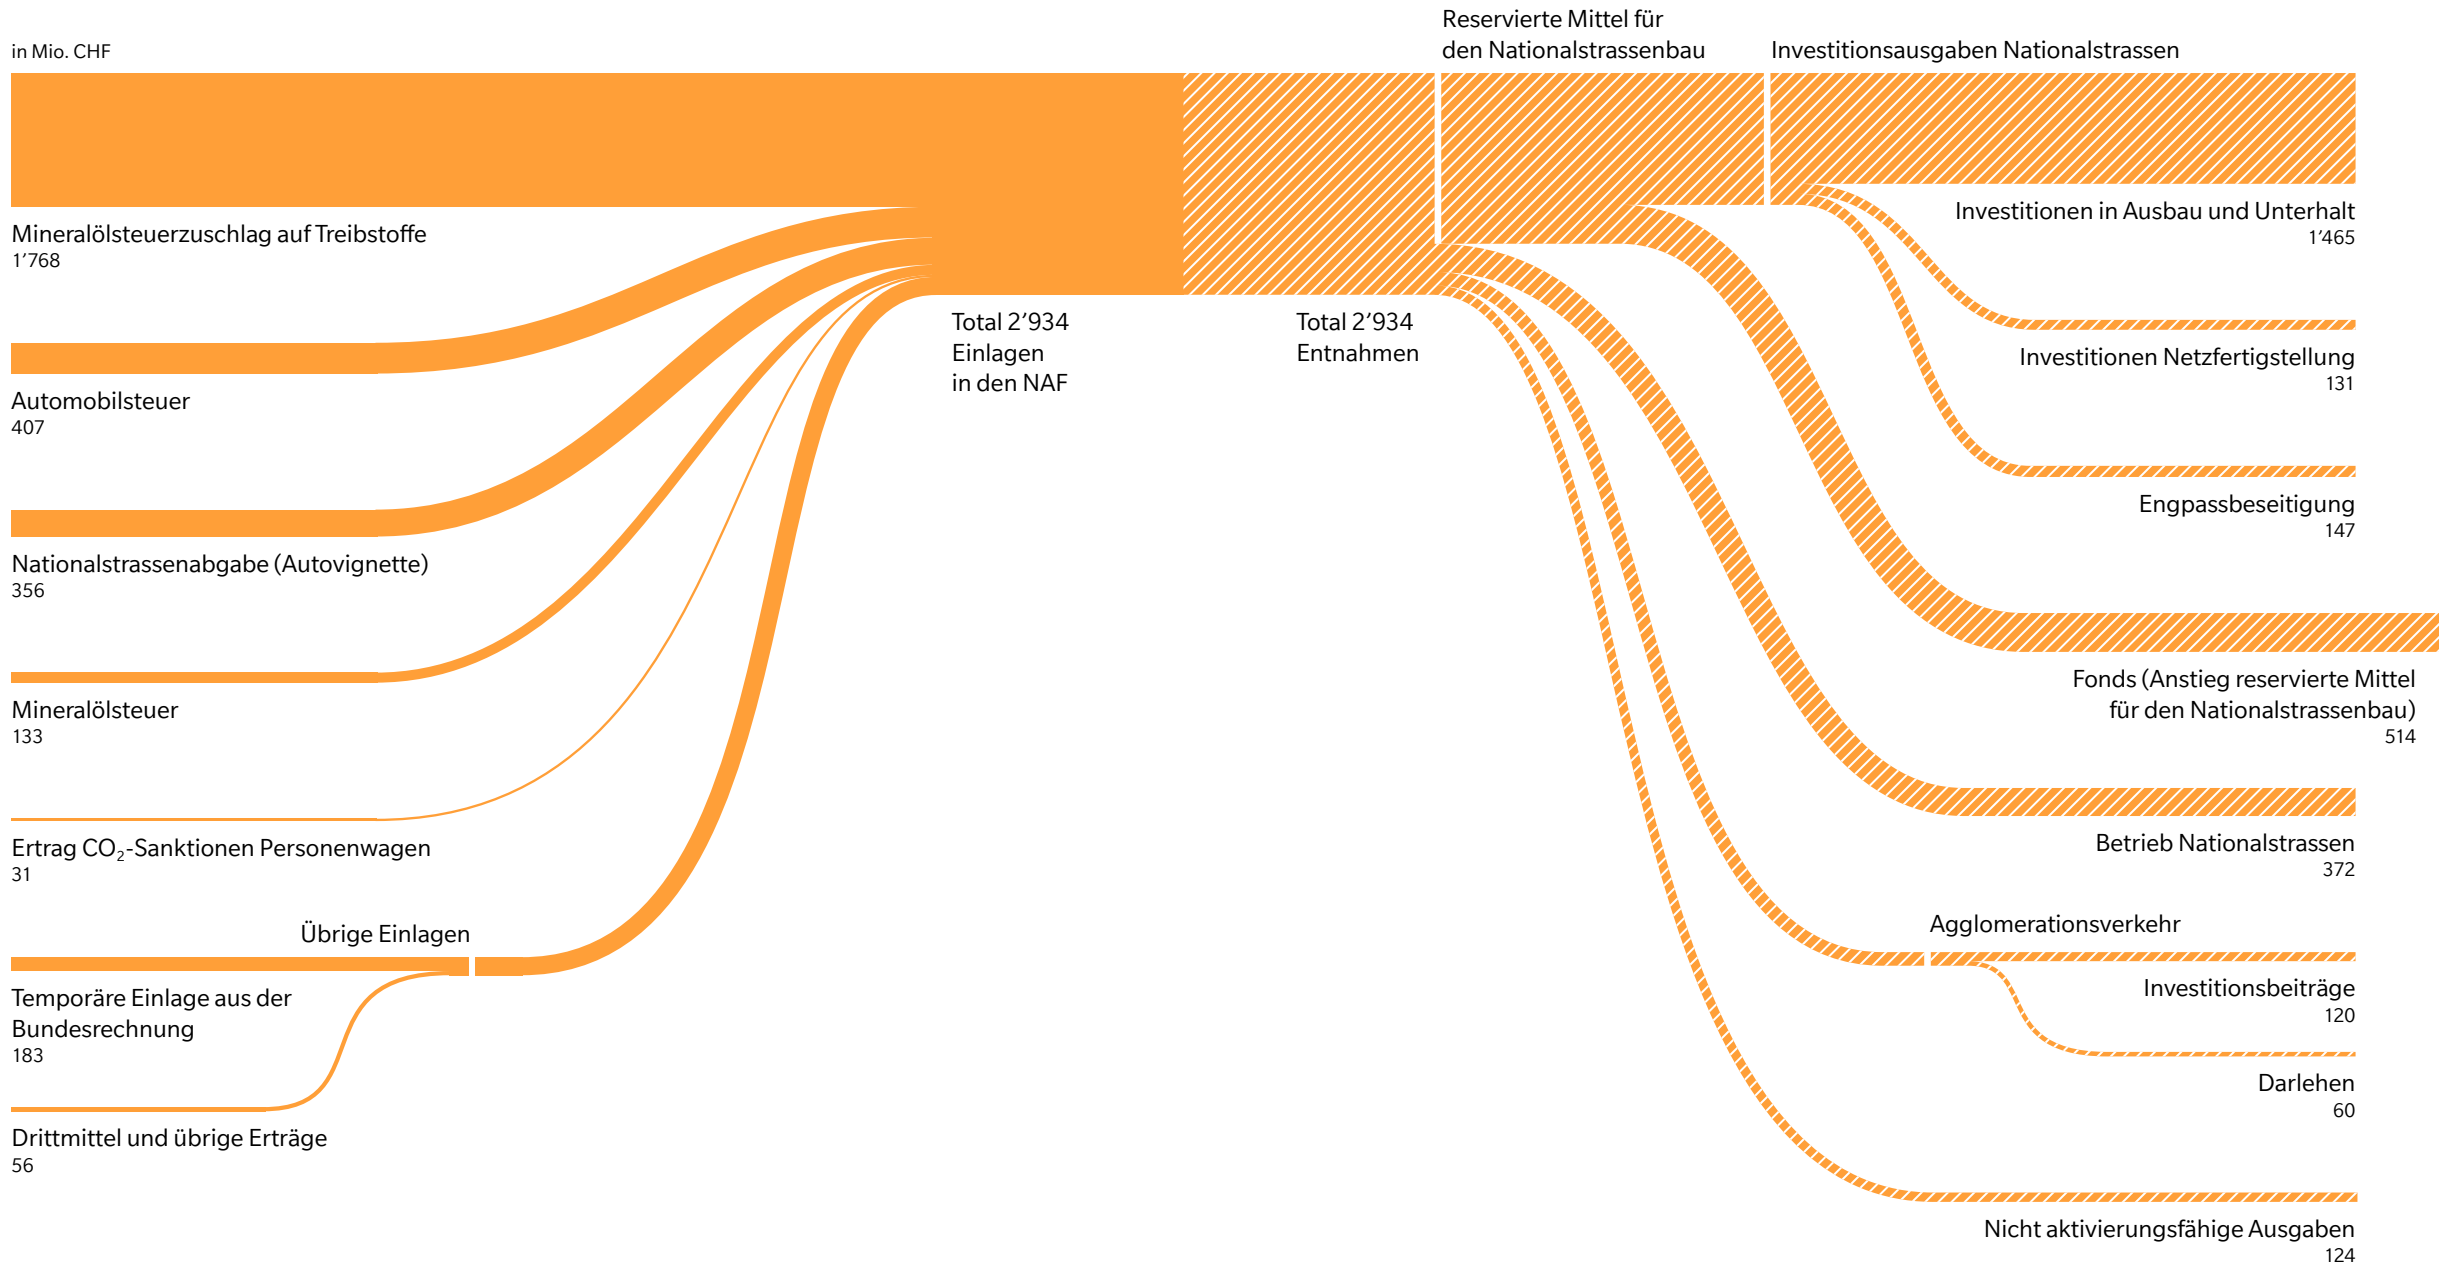 in Mio. CHF
Reservierte Mittel für
den Nationalstrassenbau
Investitionsausgaben Nationalstrassen
Mineralölsteuerzuschlag auf Treibstoffe
1’768
Automobilsteuer
407
Nationalstrassenabgabe (Autovignette)
356
Mineralölsteuer
133
Ertrag CO₂-Sanktionen Personenwagen
31
Übrige Einlagen
Temporäre Einlage aus der
Bundesrechnung
183
Drittmittel und übrige Erträge
56
Total 2’934
Einlagen
in den NAF
Total 2’934
Entnahmen
Investitionen in Ausbau und Unterhalt
1’465
Investitionen Netzfertigstellung
131
Engpassbeseitigung
147
Fonds (Anstieg reservierte Mittel
für den Nationalstrassenbau)
514
Betrieb Nationalstrassen
372
Agglomerationsverkehr
Investitionsbeiträge
120
Darlehen
60
Nicht aktivierungsfähige Ausgaben
124